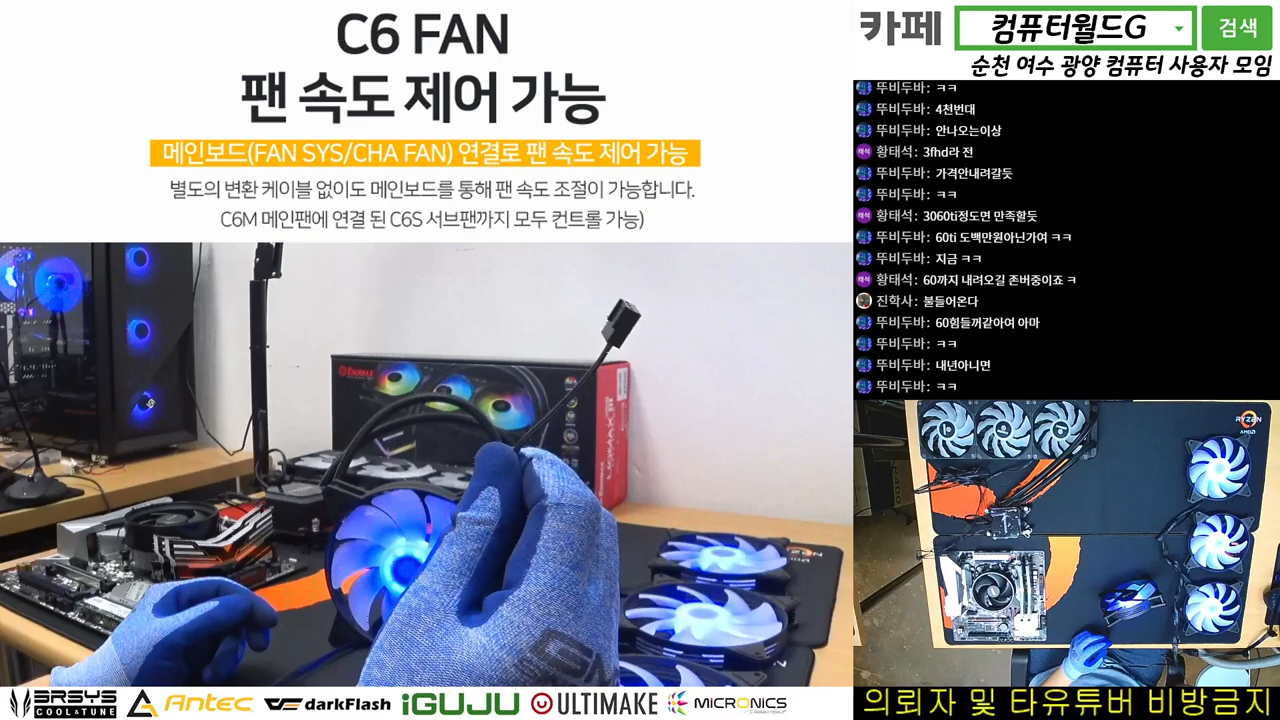 C6 FAN
팬 속도 제어 가능
메인보드(FAN SYS/CHA FAN) 연결로 팬 속도 제어 가능
별도의 변환 케이블 없이도 메인보드를 통해 팬 속도 조절이 가능합니다.
C6M 메인팬에 연결 된 C6S 서브팬까지 모두 컨트롤 가능)
카페
컴퓨터월드G
검색
순천 여수 광양 컴퓨터 사용자 모임
뚜비두바: ㅋㅋ
뚜비두바: 4천번대
뚜비두바: 안나오는이상
태석 황태석: 3fhd라 전
뚜비두바: 가격안내려갈듯
뚜비두바: ㅋㅋ
태석 황태석: 3060ti정도면 만족할듯
뚜비두바: 60ti 도백만원아닌가여 ㅋㅋ
뚜비두바: 지금 ㅋㅋ
태석 황태석: 60까지 내려오길 존버중이죠 ㅋ
진학사: 불들어온다
뚜비두바: 60힘들꺼같아여 아마
뚜비두바: ㅋㅋ
뚜비두바: 내년아니면
뚜비두바: ㅋㅋ
ENERMAX
RYZEN
AMD
3RSYS
COOL&TUNE
Antec
darkFlash
iGUJU
ULTIMAKE
MICRONICS
의뢰자 및 타유튜버 비방금지